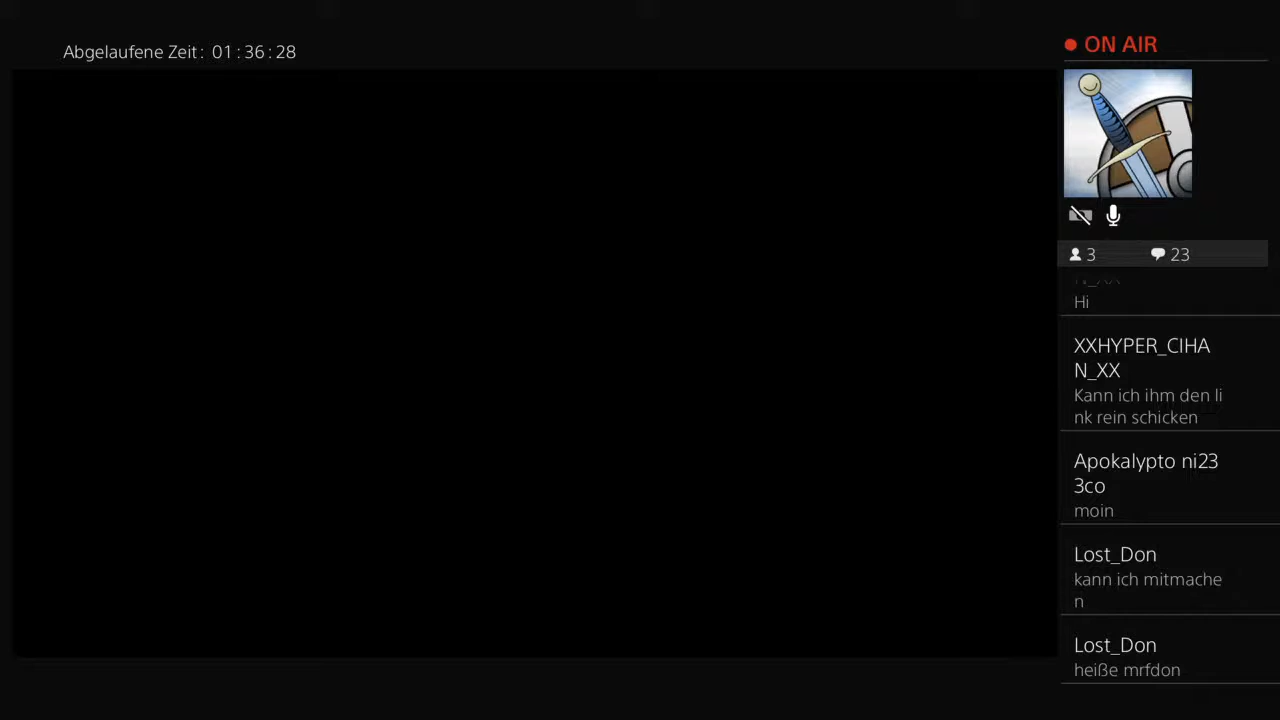 Abgelaufene Zeit: 01:36:28
ON AIR
3 23
N_XX
Hi
XXHYPER_CIHA
N_XX
Kann ich ihm den li
nk rein schicken
Apokalypto ni23
3co
moin
Lost_Don
kann ich mitmache
n
Lost_Don
heiße mrfdon